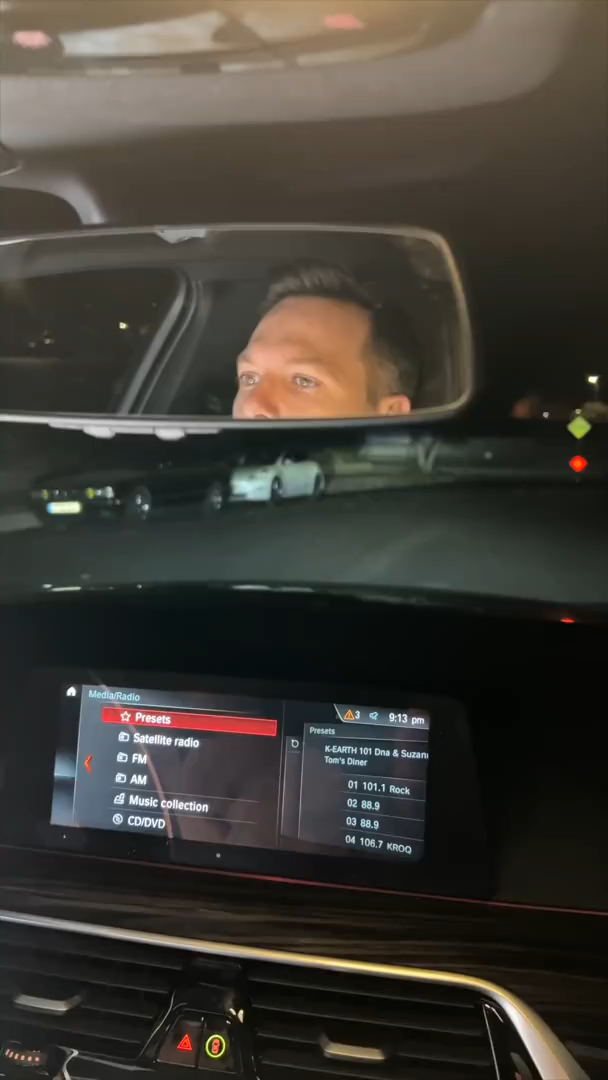 Media/Radio
3 9:13 pm
Presets
Satellite radio
FM
AM
Music collection
CD/DVD
Presets
K-EARTH 101 Dna & Suzan
Tom's Diner
01 101.1 Rock
02 88.9
03 88.9
04 106.7 KROQ